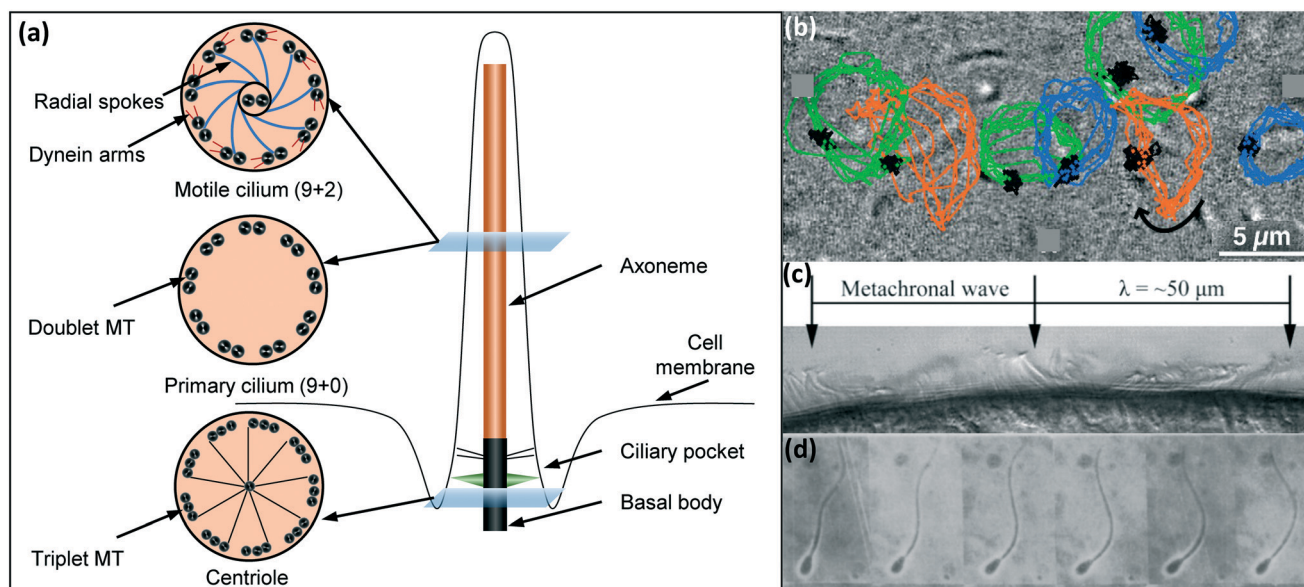 (a)
Radial spokes
Dynein arms
Motile cilium (9+2)
Doublet MT
Primary cilium (9+0)
Triplet MT
Centriole
Axoneme
Cell
membrane
Ciliary pocket
Basal body
(b)
5 µm
(c)
Metachronal wave
λ = ~50 µm
(d)